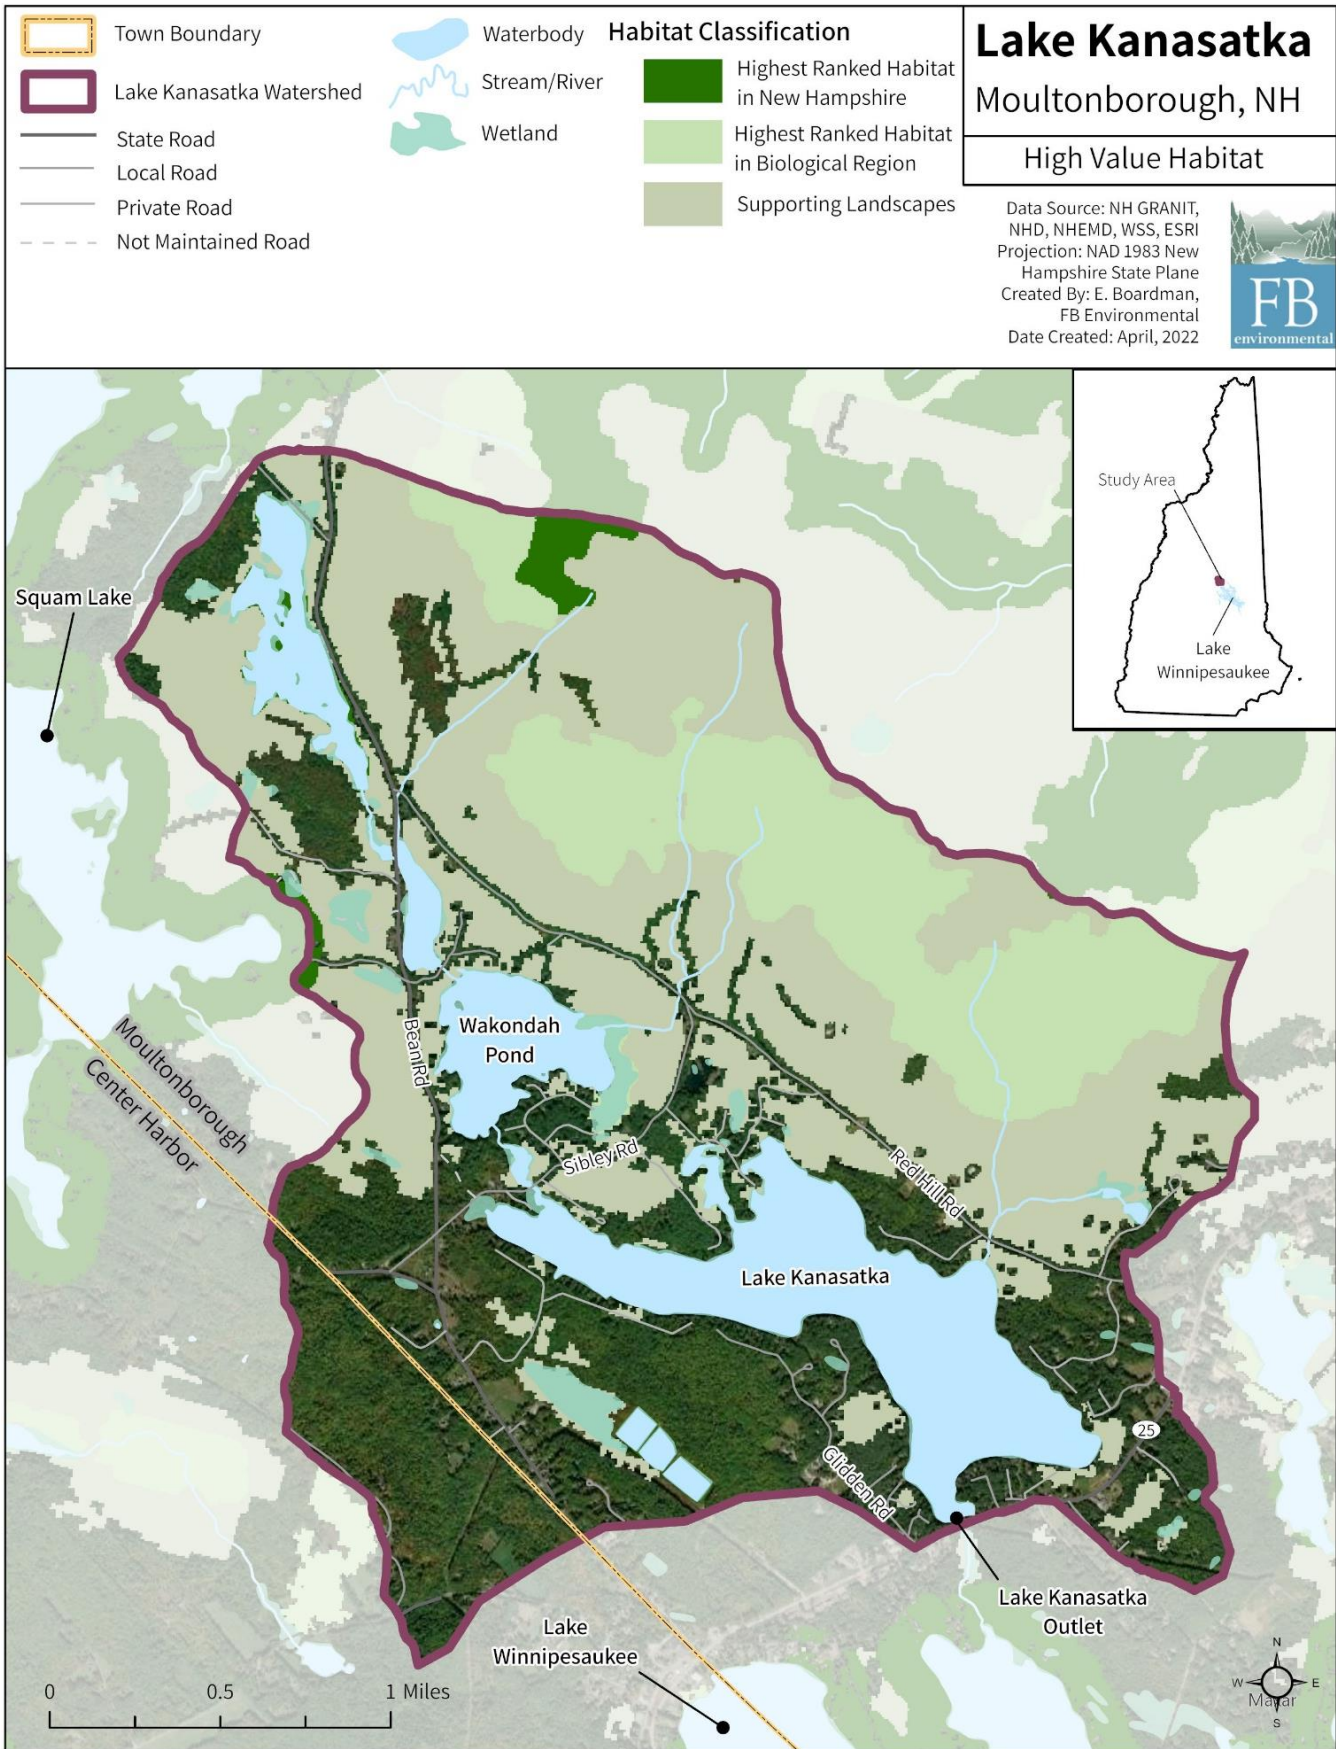 Town Boundary
Lake Kanasatka Watershed
State Road
Local Road
Private Road
Not Maintained Road
Waterbody
Stream/River
Wetland
Habitat Classification
Highest Ranked Habitat
in New Hampshire
Highest Ranked Habitat
in Biological Region
Supporting Landscapes
Lake Kanasatka
Moultonborough, NH
High Value Habitat
Data Source: NH GRANIT,
NHD, NHEMD, WSS, ESRI
Projection: NAD 1983 New
Hampshire State Plane
Created By: E. Boardman,
FB Environmental
Date Created: April, 2022
FB
environmental
Study Area
Lake
Winnipesaukee
Squam Lake
Wakondah
Pond
Bean Rd
Moultonborough
Center Harbor
Sibley Rd
Red Hill Rd
Lake Kanasatka
25
Glidden Rd
Lake Kanasatka
Outlet
Lake
Winnipesaukee
0 0.5 1 Miles
N
W E
S